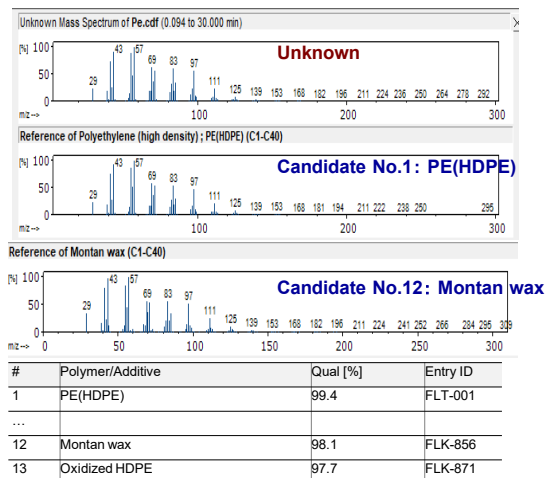 Unknown Mass Spectrum of Pe.cdf (0.094 to 30.000 min)
Unknown
[%] 100
50
0
29 43 57 69 83 97 111 125 139 153 168 182 196 211 224 236 250 264 278 292
m/z--> 100 200 300
Reference of Polyethylene (high density) ; PE(HDPE) (C1-C40)
Candidate No.1: PE(HDPE)
[%] 100
50
0
29 43 57 69 83 97 111 125 139 153 168 181 194 211 222 238 250 295
m/z--> 100 200 300
Reference of Montan wax (C1-C40)
Candidate No.12: Montan wax
[%] 100
50
0
29 43 57 69 83 97 111 125 139 153 168 182 196 211 224 241 252 266 284 295 309
m/z--> 0 50 100 150 200 250 300
# Polymer/Additive Qual [%] Entry ID
1 PE(HDPE) 99.4 FLT-001
...
12 Montan wax 98.1 FLK-856
13 Oxidized HDPE 97.7 FLK-871